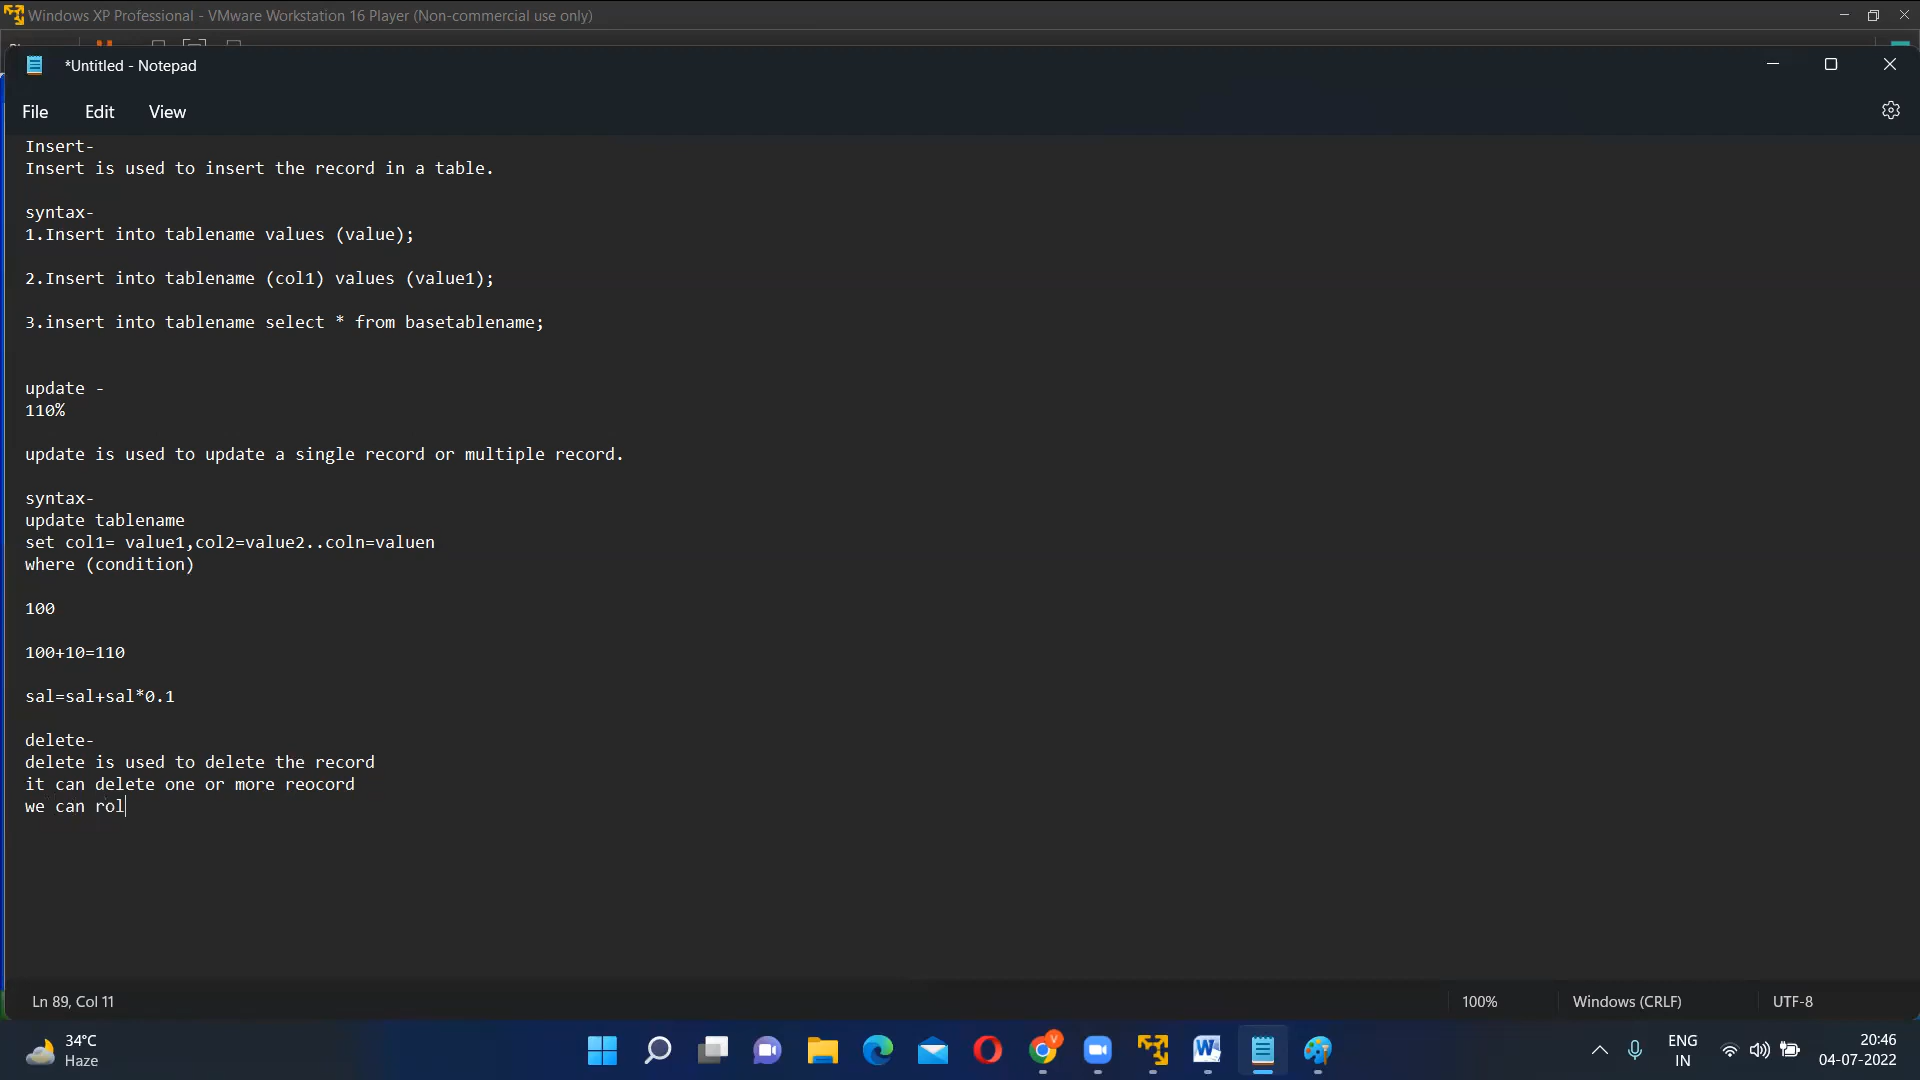 Windows XP Professional - VMware Workstation 16 Player (Non-commercial use only)
*Untitled - Notepad
File Edit View
Insert-
Insert is used to insert the record in a table.
syntax-
1.Insert into tablename values (value);
2.Insert into tablename (col1) values (value1);
3.insert into tablename select * from basetablename;
update -
110%
update is used to update a single record or multiple record.
syntax-
update tablename
set col1= value1,col2=value2..coln=valuen
where (condition)
100
100+10=110
sal=sal+sal*0.1
delete-
delete is used to delete the record
it can delete one or more reocord
we can rol
Ln 89, Col 11 100% Windows (CRLF) UTF-8
34°C
Haze
ENG
IN
20:46
04-07-2022